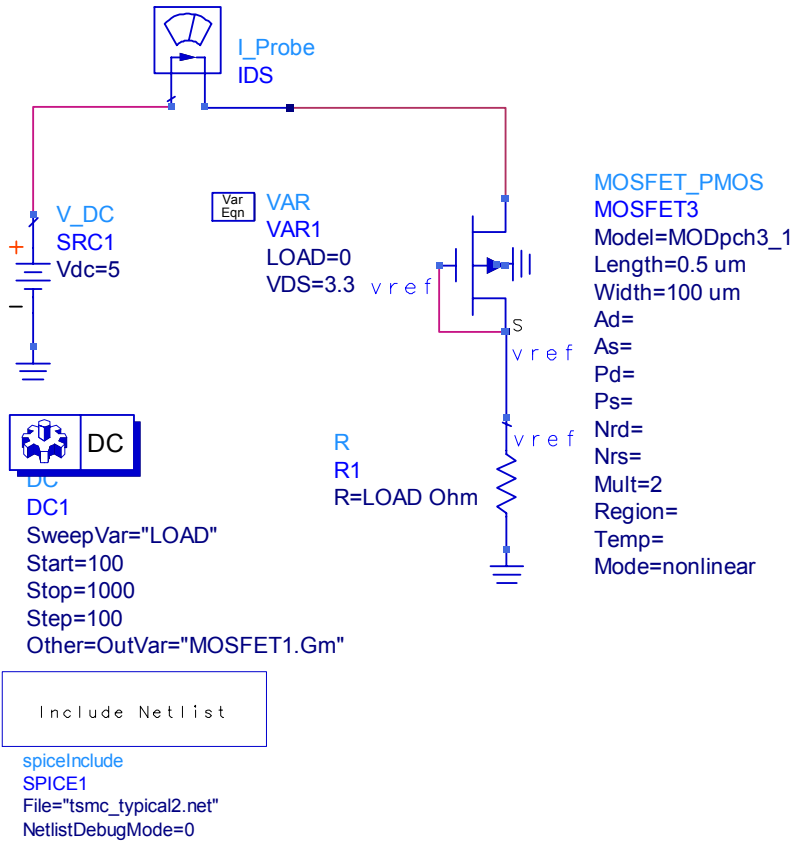 I_Probe
IDS
V_DC
SRC1
Vdc=5
+
−
Var
Eqn
VAR
VAR1
LOAD=0
VDS=3.3
vref
S
vref
MOSFET_PMOS
MOSFET3
Model=MODpch3_1
Length=0.5 um
Width=100 um
Ad=
As=
Pd=
Ps=
Nrd=
Nrs=
Mult=2
Region=
Temp=
Mode=nonlinear
vref
R
R1
R=LOAD Ohm
DC
DC
DC1
SweepVar="LOAD"
Start=100
Stop=1000
Step=100
Other=OutVar="MOSFET1.Gm"
Include Netlist
spiceInclude
SPICE1
File="tsmc_typical2.net"
NetlistDebugMode=0